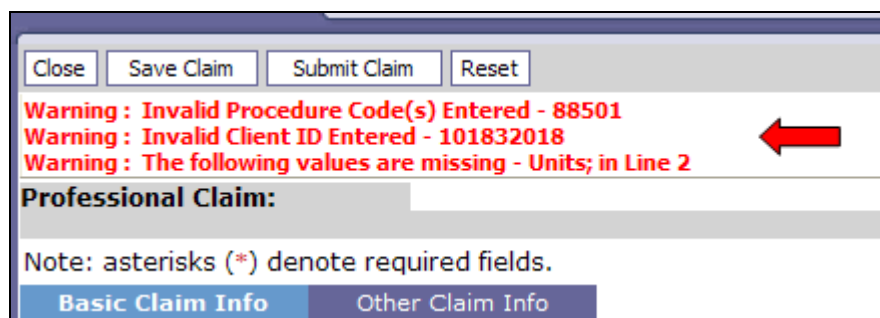 Close Save Claim Submit Claim Reset
Warning : Invalid Procedure Code(s) Entered - 88501
Warning : Invalid Client ID Entered - 101832018
Warning : The following values are missing - Units; in Line 2
Professional Claim:
Note: asterisks (*) denote required fields.
Basic Claim Info Other Claim Info